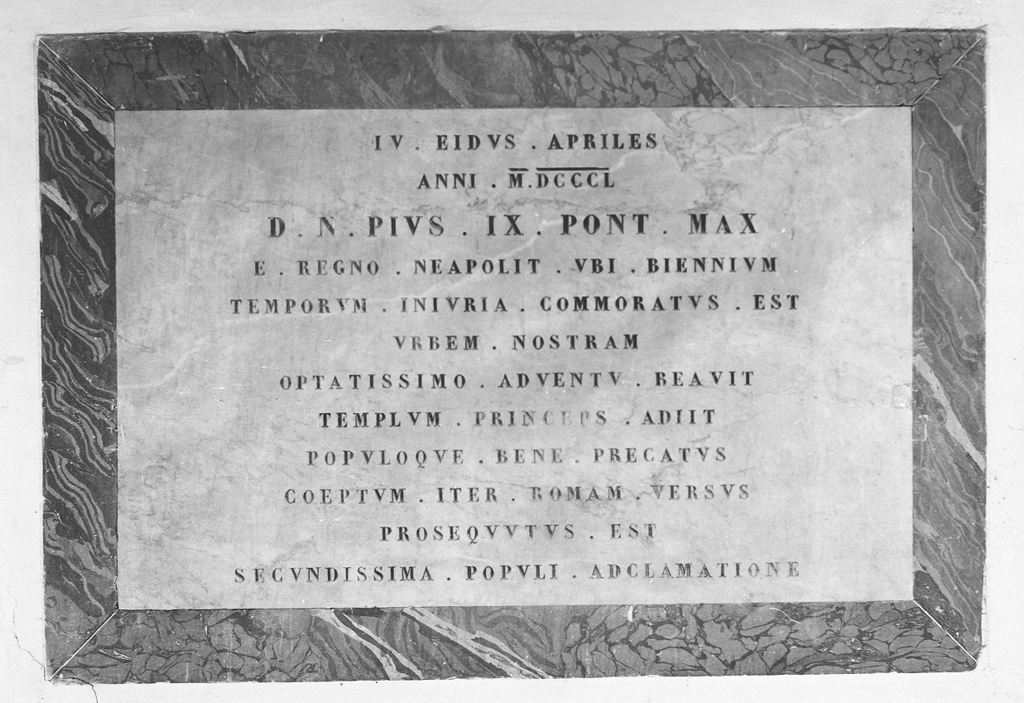 IV . EIDVS . APRILES
ANNI . M.DCCCL
D . N . PIVS . IX . PONT . MAX
E . REGNO . NEAPOLIT . VBI . BIENNIVM
TEMPORVM . INIVRIA . COMMORATVS . EST
VRBEM . NOSTRAM
OPTATISSIMO . ADVENTV . BEAVIT
TEMPLVM . PRINCEPS . ADIIT
POPVLOQVE . BENE . PRECATVS
COEPTVM . ITER . ROMAM . VERSVS
PROSEQVVTVS . EST
SECVNDISSIMA . POPVLI . ADCLAMATIONE